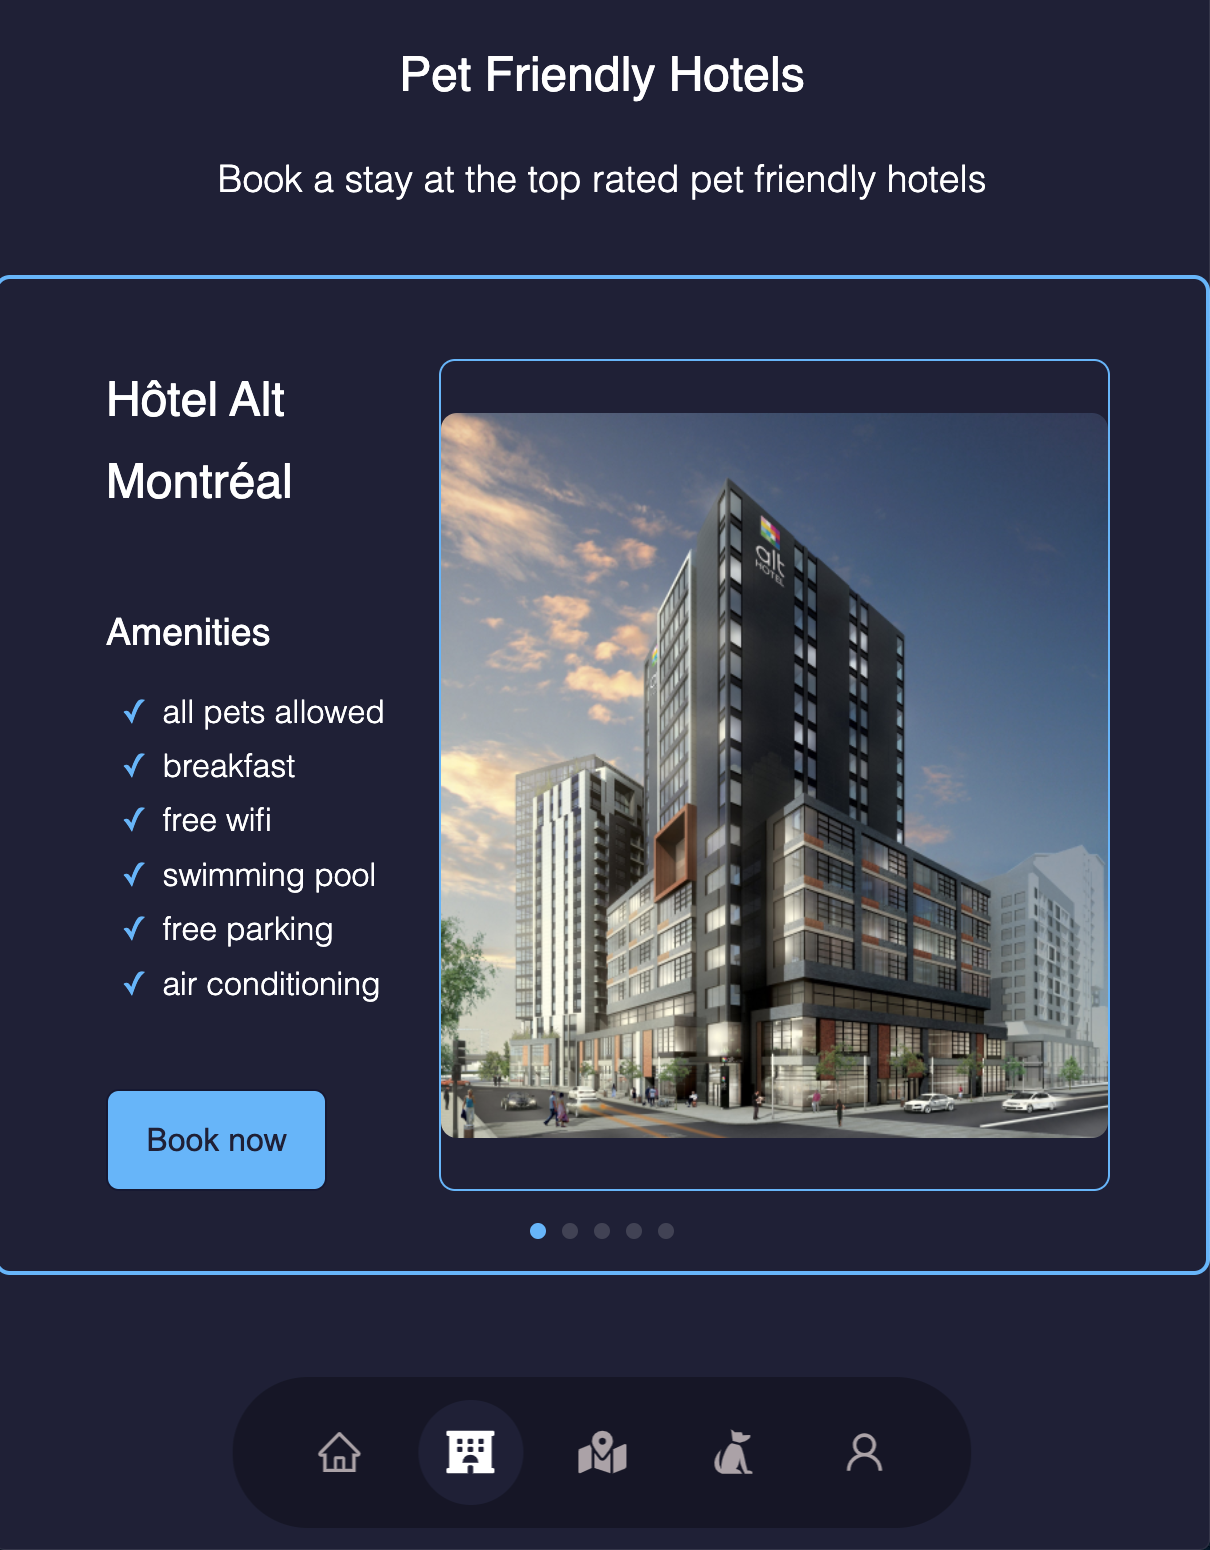 Pet Friendly Hotels
Book a stay at the top rated pet friendly hotels
Hôtel Alt
Montréal
Amenities
all pets allowed
breakfast
free wifi
swimming pool
free parking
air conditioning
Book now
alt
HOTEL